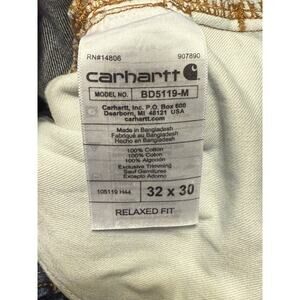 RN#14806 907890
carhartt
MODEL NO. BD5119-M
Carhartt, Inc. P.O. Box 600
Dearborn, MI 48121 USA
carhartt.com
Made in Bangladesh
Fabriqué au Bangladesh
Hecho en Bangladesh
100% Cotton
100% Coton
100% Algodón
Exclusive Trimming
Sauf Garnitures
Excepto Adorno
105119 H44 32 x 30
RELAXED FIT